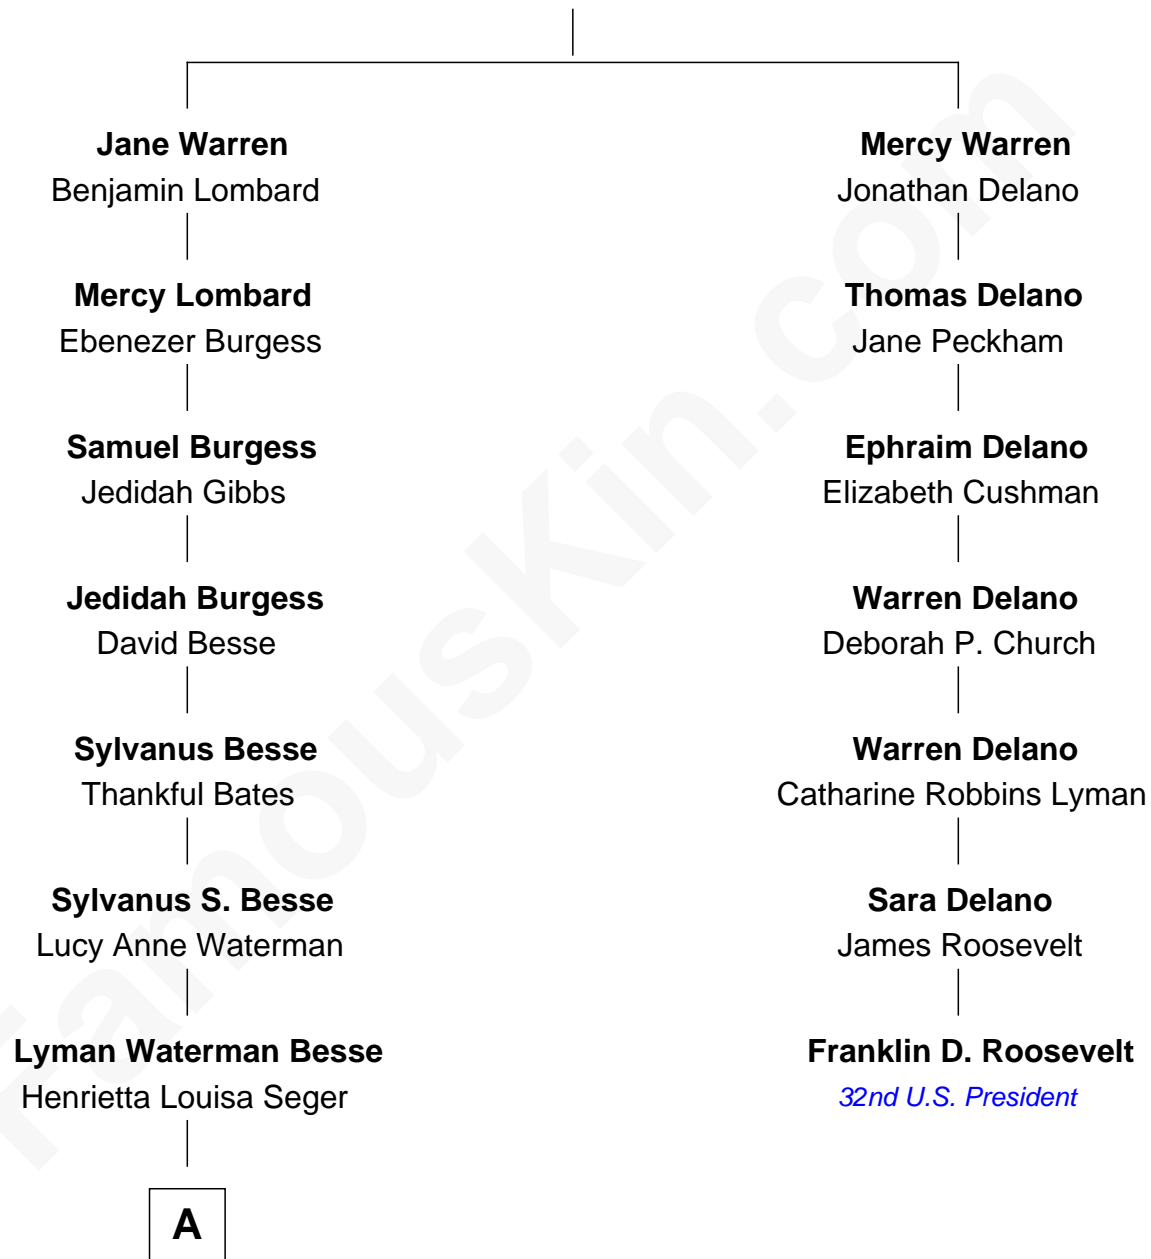 Jane Warren
Benjamin Lombard
Mercy Lombard
Ebenezer Burgess
Samuel Burgess
Jedidah Gibbs
Jedidah Burgess
David Besse
Sylvanus Besse
Thankful Bates
Sylvanus S. Besse
Lucy Anne Waterman
Lyman Waterman Besse
Henrietta Louisa Seger
A
Mercy Warren
Jonathan Delano
Thomas Delano
Jane Peckham
Ephraim Delano
Elizabeth Cushman
Warren Delano
Deborah P. Church
Warren Delano
Catharine Robbins Lyman
Sara Delano
James Roosevelt
Franklin D. Roosevelt
32nd U.S. President
FamousKin.com